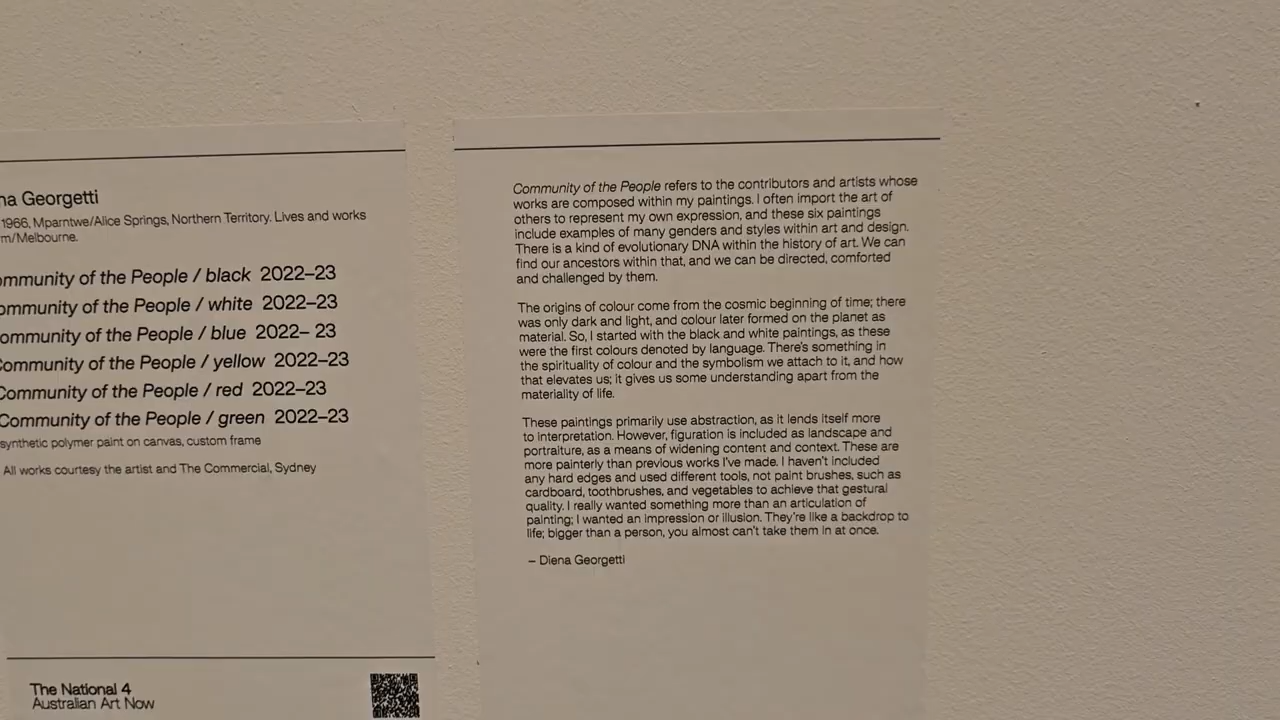 na Georgetti
1966, Mparntwe/Alice Springs, Northern Territory. Lives and works
m/Melbourne.
ommunity of the People / black 2022–23
ommunity of the People / white 2022–23
ommunity of the People / blue 2022– 23
Community of the People / yellow 2022–23
Community of the People / red 2022–23
Community of the People / green 2022–23
synthetic polymer paint on canvas, custom frame
All works courtesy the artist and The Commercial, Sydney
The National 4
Australian Art Now
Community of the People refers to the contributors and artists whose
works are composed within my paintings. I often import the art of
others to represent my own expression, and these six paintings
include examples of many genders and styles within art and design.
There is a kind of evolutionary DNA within the history of art. We can
find our ancestors within that, and we can be directed, comforted
and challenged by them.
The origins of colour come from the cosmic beginning of time; there
was only dark and light, and colour later formed on the planet as
material. So, I started with the black and white paintings, as these
were the first colours denoted by language. There's something in
the spirituality of colour and the symbolism we attach to it, and how
that elevates us; it gives us some understanding apart from the
materiality of life.
These paintings primarily use abstraction, as it lends itself more
to interpretation. However, figuration is included as landscape and
portraiture, as a means of widening content and context. These are
more painterly than previous works I've made. I haven't included
any hard edges and used different tools, not paint brushes, such as
cardboard, toothbrushes, and vegetables to achieve that gestural
quality. I really wanted something more than an articulation of
painting; I wanted an impression or illusion. They're like a backdrop to
life; bigger than a person, you almost can't take them in at once.
– Diena Georgetti